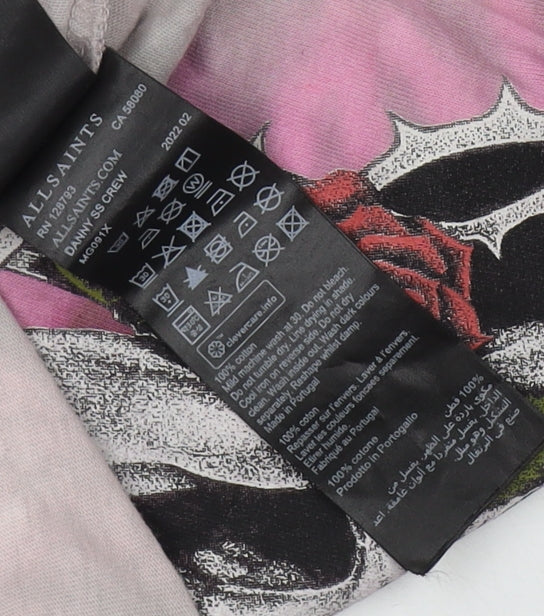 ALLSAINTS
RN 128793 CA 58080
ALLSAINTS.COM
DANNY SS CREW
MG091X 2022 02
clevercare.info
100% cotton
Mild machine wash at 30. Do not bleach.
Do not tumble dry. Line drying in shade.
Cool iron on reverse side. Do not dry
clean. Wash inside out. Wash dark colours
separately. Reshape whilst damp.
Made in Portugal
100% coton
Repasser sur l'envers. Laver à l'envers.
Laver les couleurs foncées separement.
Etirer humide.
Fabriqué au Portugal
100% cotone
Prodotto in Portogallo
100% قطن